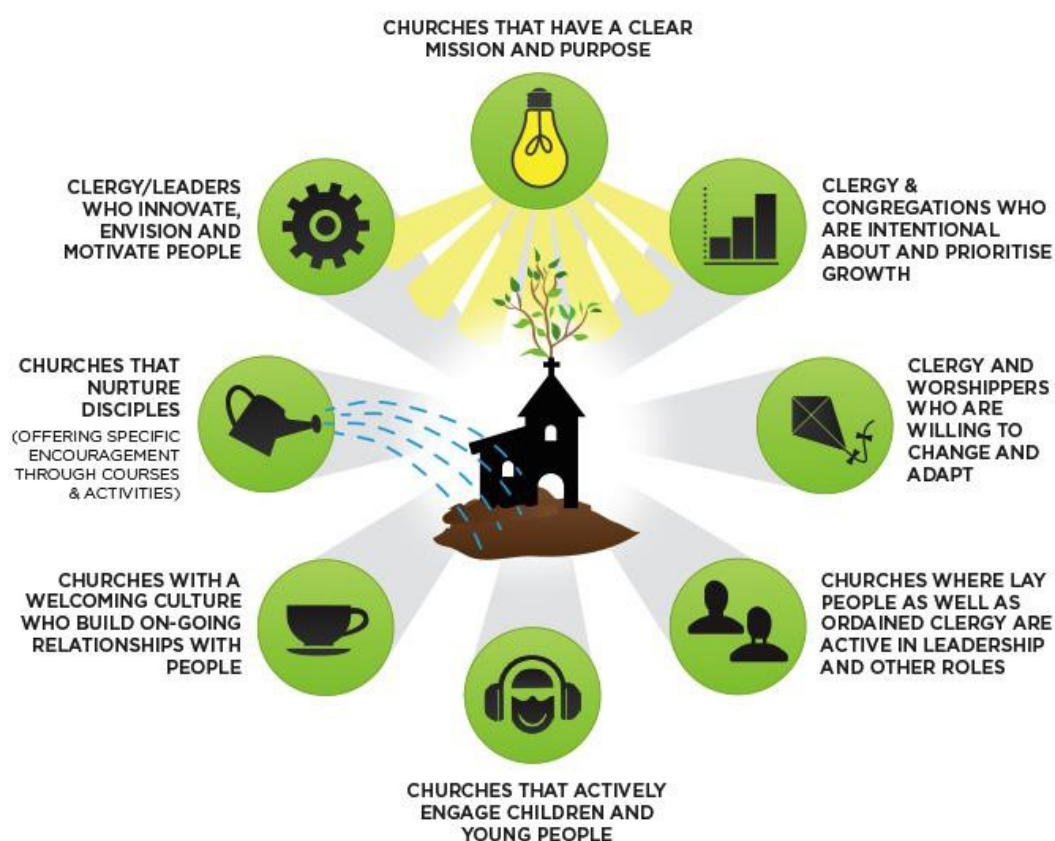 CHURCHES THAT HAVE A CLEAR
MISSION AND PURPOSE
CLERGY/LEADERS
WHO INNOVATE,
ENVISION AND
MOTIVATE PEOPLE
CLERGY &
CONGREGATIONS WHO
ARE INTENTIONAL
ABOUT AND PRIORITISE
GROWTH
CHURCHES THAT
NURTURE
DISCIPLES
(OFFERING SPECIFIC
ENCOURAGEMENT
THROUGH COURSES
& ACTIVITIES)
CLERGY AND
WORSHIPPERS
WHO ARE
WILLING TO
CHANGE AND
ADAPT
CHURCHES WITH A
WELCOMING CULTURE
WHO BUILD ON-GOING
RELATIONSHIPS WITH
PEOPLE
CHURCHES WHERE LAY
PEOPLE AS WELL AS
ORDAINED CLERGY ARE
ACTIVE IN LEADERSHIP
AND OTHER ROLES
CHURCHES THAT ACTIVELY
ENGAGE CHILDREN AND
YOUNG PEOPLE